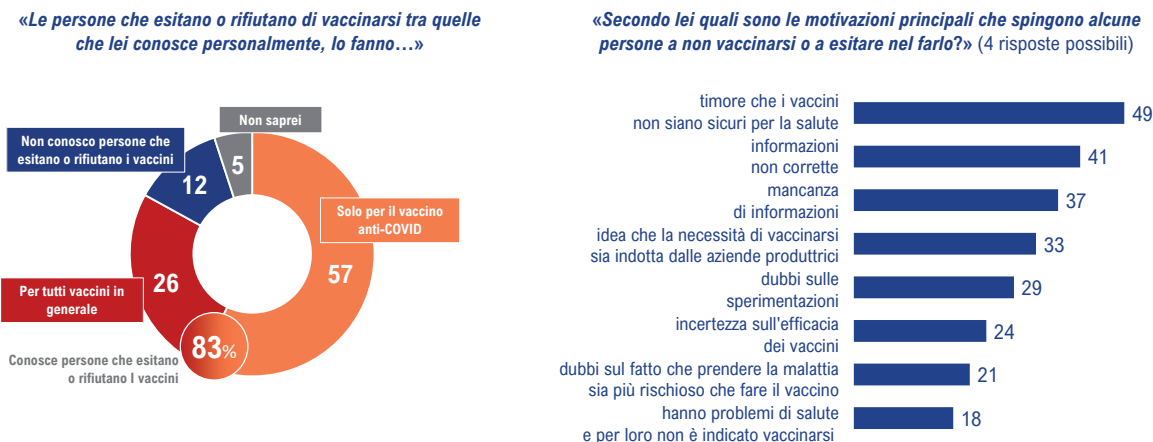 «Le persone che esitano o rifiutano di vaccinarsi tra quelle
che lei conosce personalmente, lo fanno…»
Non saprei
Non conosco persone che
esitano o rifiutano i vaccini
5
12
Solo per il vaccino
anti-COVID
57
26
Per tutti vaccini in
generale
83%
Conosce persone che esitano
o rifiutano I vaccini
«Secondo lei quali sono le motivazioni principali che spingono alcune
persone a non vaccinarsi o a esitare nel farlo?» (4 risposte possibili)
timore che i vaccini
non siano sicuri per la salute
49
informazioni
non corrette
41
mancanza
di informazioni
37
idea che la necessità di vaccinarsi
sia indotta dalle aziende produttrici
33
dubbi sulle
sperimentazioni
29
incertezza sull'efficacia
dei vaccini
24
dubbi sul fatto che prendere la malattia
sia più rischioso che fare il vaccino
21
hanno problemi di salute
e per loro non è indicato vaccinarsi
18